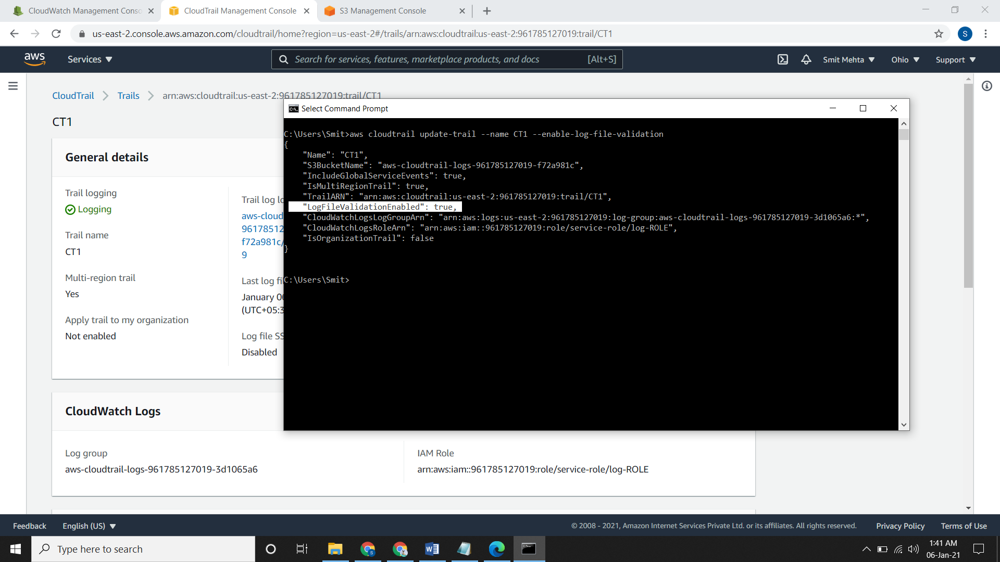 CloudWatch Management Conso
CloudTrail Management Console
S3 Management Console
us-east-2.console.aws.amazon.com/cloudtrail/home?region=us-east-2#/trails/arn:aws:cloudtrail:us-east-2:961785127019:trail/CT1
S
aws
Services
Search for services, features, marketplace products, and docs
[Alt+S]
Smit Mehta
Ohio
Support
CloudTrail
Trails
arn:aws:cloudtrail:us-east-2:961785127019:trail/CT1
CT1
General details
Trail logging
Logging
Trail name
CT1
Multi-region trail
Yes
Apply trail to my organization
Not enabled
Trail log lo
aws-cloud
96178512
f72a981c/
9
Last log fil
January 06
(UTC+05:3
Log file SS
Disabled
Select Command Prompt
C:\Users\Smit>aws cloudtrail update-trail --name CT1 --enable-log-file-validation
{
"Name": "CT1",
"S3BucketName": "aws-cloudtrail-logs-961785127019-f72a981c",
"IncludeGlobalServiceEvents": true,
"IsMultiRegionTrail": true,
"TrailARN": "arn:aws:cloudtrail:us-east-2:961785127019:trail/CT1",
"LogFileValidationEnabled": true,
"CloudWatchLogsLogGroupArn": "arn:aws:logs:us-east-2:961785127019:log-group:aws-cloudtrail-logs-961785127019-3d1065a6:*",
"CloudWatchLogsRoleArn": "arn:aws:iam::961785127019:role/service-role/log-ROLE",
"IsOrganizationTrail": false
}
C:\Users\Smit>
CloudWatch Logs
Log group
aws-cloudtrail-logs-961785127019-3d1065a6
IAM Role
arn:aws:iam::961785127019:role/service-role/log-ROLE
Feedback
English (US)
© 2008 - 2021, Amazon Internet Services Private Ltd. or its affiliates. All rights reserved.
Privacy Policy
Terms of Use
Type here to search
1:41 AM
06-Jan-21